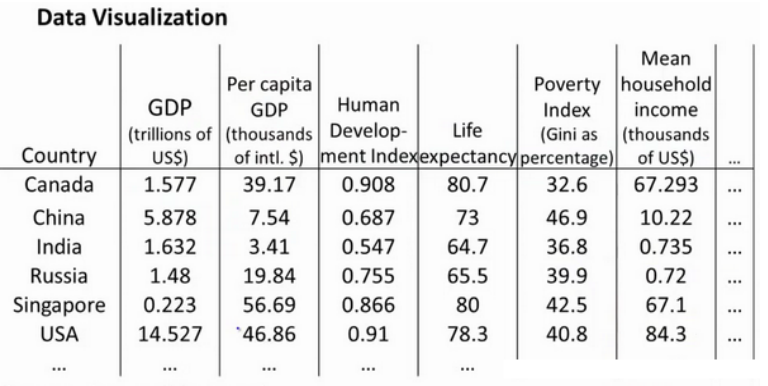 Data Visualization
Mean
Per capita Poverty household
GDP GDP Human Index income
(trillions of (thousands Develop- Life (Gini as (thousands
Country US$) of intl. $) ment Index expectancy percentage) of US$) ...
Canada 1.577 39.17 0.908 80.7 32.6 67.293 ...
China 5.878 7.54 0.687 73 46.9 10.22 ...
India 1.632 3.41 0.547 64.7 36.8 0.735 ...
Russia 1.48 19.84 0.755 65.5 39.9 0.72 ...
Singapore 0.223 56.69 0.866 80 42.5 67.1 ...
USA 14.527 46.86 0.91 78.3 40.8 84.3 ...
... ... ... ... ...